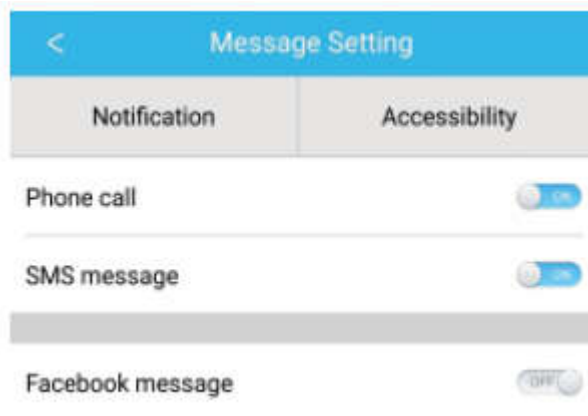 < Message Setting
Notification Accessibility
Phone call ON
SMS message ON
Facebook message OFF